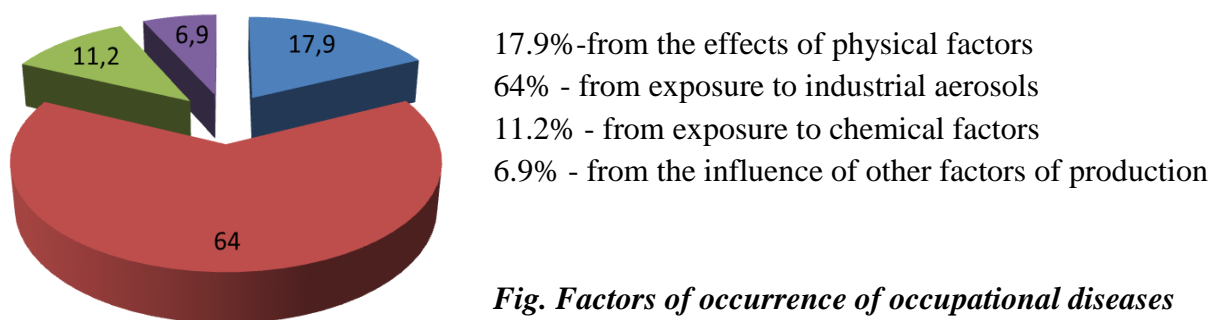 6,9
17,9
11,2
64
17.9%-from the effects of physical factors
64% - from exposure to industrial aerosols
11.2% - from exposure to chemical factors
6.9% - from the influence of other factors of production
Fig. Factors of occurrence of occupational diseases